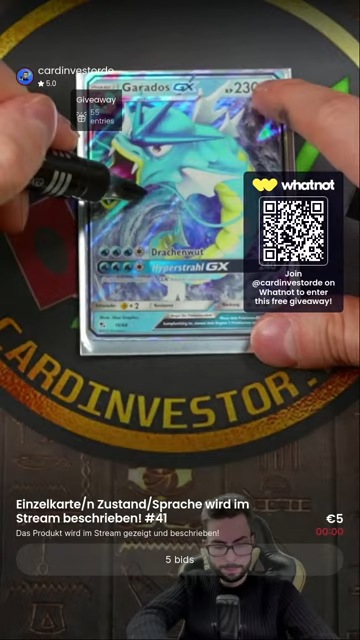 cardinvestorde
★ 5.0
Giveaway
55
entries
Garados GX
230
whatnot
Join
@cardinvestorde on
Whatnot to enter
this free giveaway!
Drachenwut
Hyperstrahl GX
CARDINVESTOR.
Einzelkarte/n Zustand/Sprache wird im
Stream beschrieben! #41
€5
Das Produkt wird im Stream gezeigt und beschrieben!
00:00
5 bids